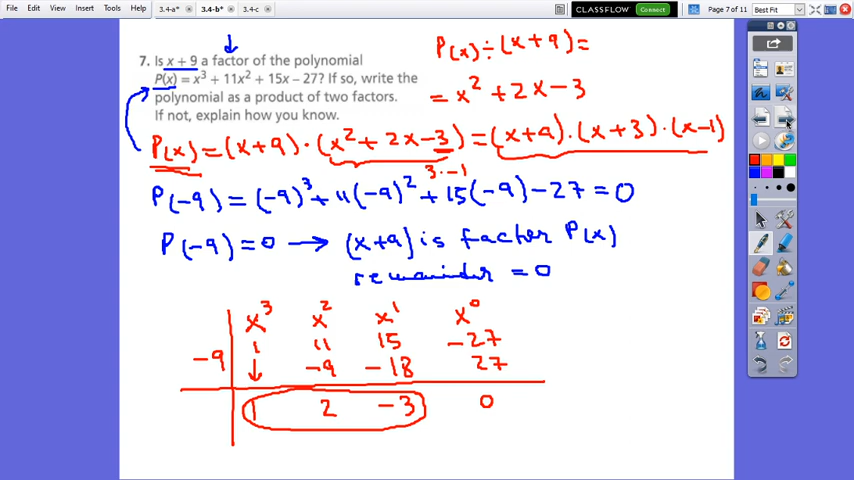 File Edit View Insert Format Help
3.4-a*
3.4-b*
3.4-c
CLASSFLOW
Connect
Page 7 of 11
Best Fit
7. Is x + 9 a factor of the polynomial
P(x) = x³ + 11x² + 15x − 27? If so, write the
polynomial as a product of two factors.
If not, explain how you know.
P(x) ÷ (x+9) =
= x² + 2x − 3
P(x) = (x+9) · (x² + 2x − 3) = (x+9) · (x+3) · (x−1)
3 · −1
P(−9) = (−9)³ + 11(−9)² + 15(−9) − 27 = 0
P(−9) = 0 → (x+9) is factor P(x)
remainder = 0
x³ x² x¹ x⁰
1 11 15 −27
−9 ↓ −9 −18 27
1 2 −3 0